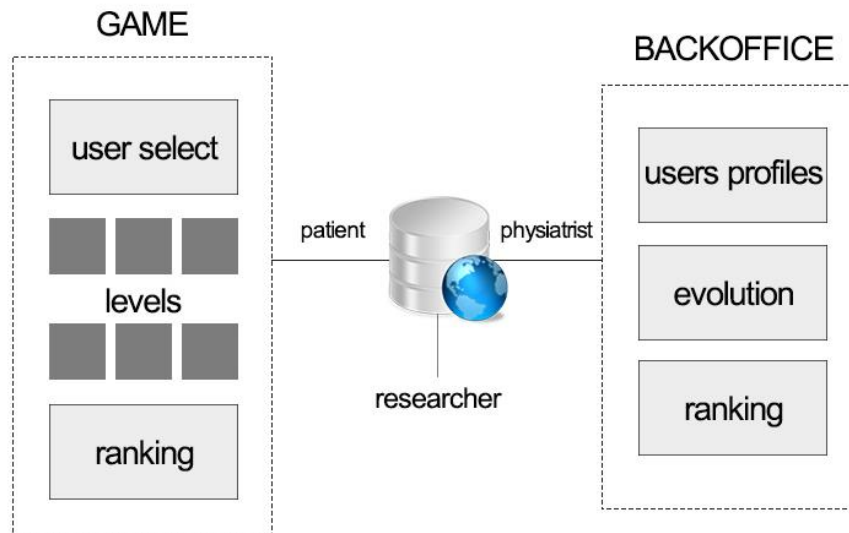 GAME
user select
levels
ranking
patient
physiatrist
researcher
BACKOFFICE
users profiles
evolution
ranking